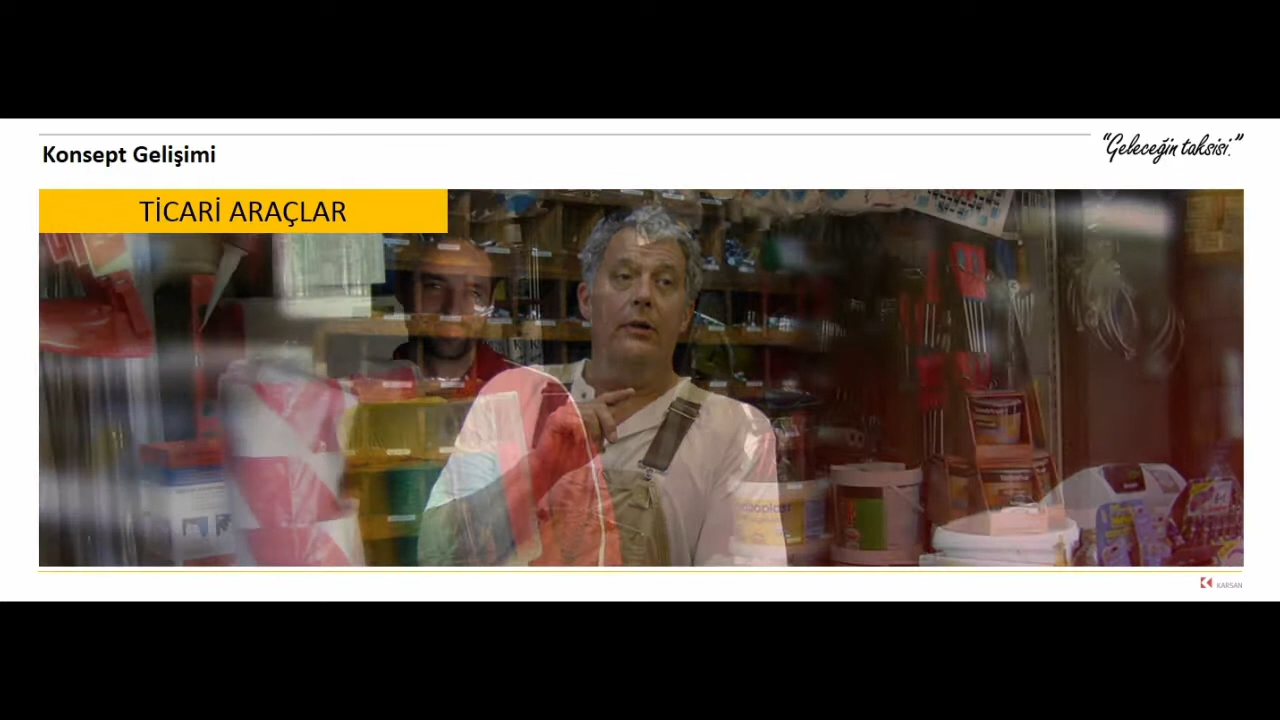 Konsept Gelişimi
"Geleceğin taksisi."
TİCARİ ARAÇLAR
KARSAN